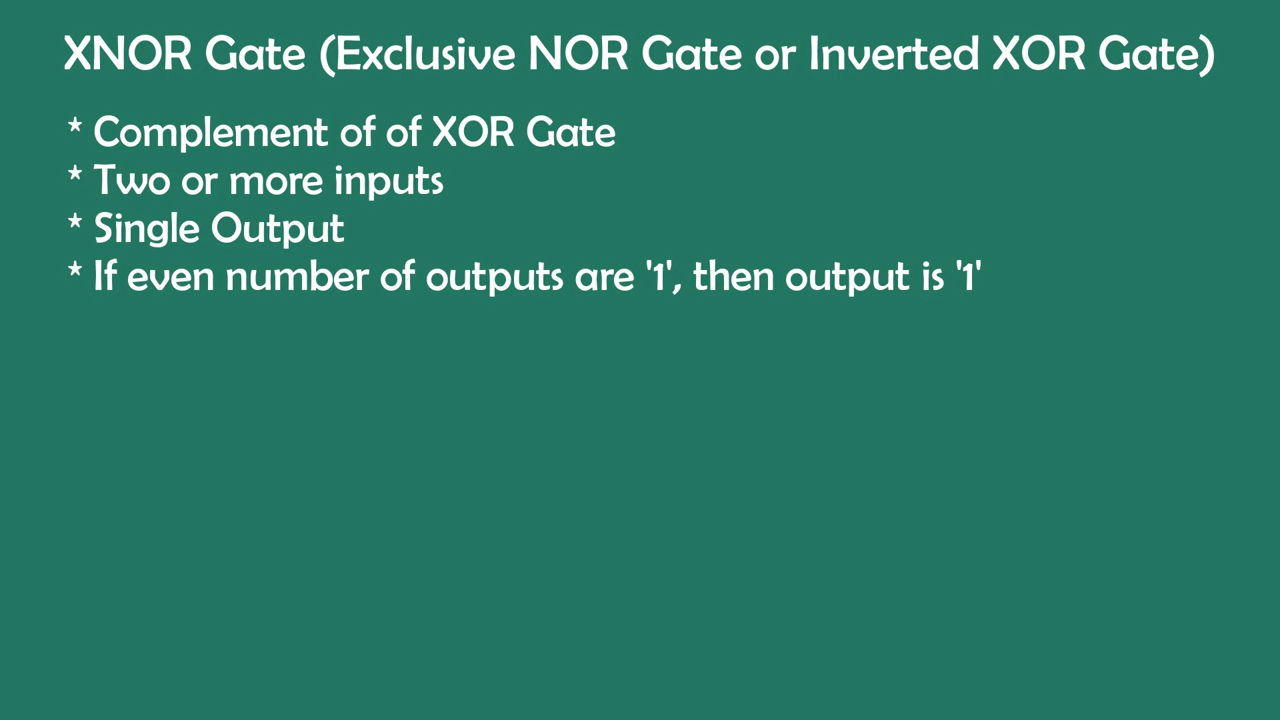 XNOR Gate (Exclusive NOR Gate or Inverted XOR Gate)
* Complement of of XOR Gate
* Two or more inputs
* Single Output
* If even number of outputs are '1', then output is '1'